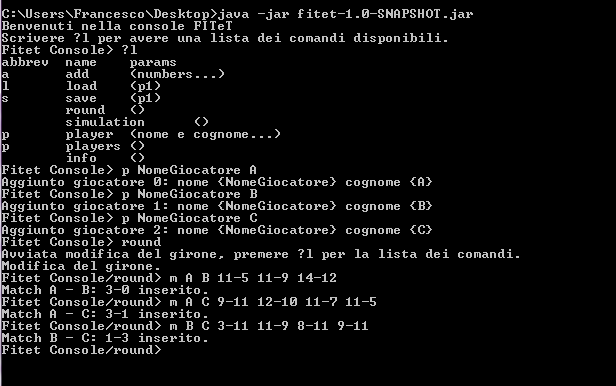 C:\Users\Francesco\Desktop>java -jar fitet-1.0-SNAPSHOT.jar
Benvenuti nella console FITeT
Scrivere ?l per avere una lista dei comandi disponibili.
Fitet Console> ?l
abbrev name params
a add (numbers...)
l load (p1)
s save (p1)
round ()
simulation ()
p player (nome e cognome...)
p players ()
info ()
Fitet Console> p NomeGiocatore A
Aggiunto giocatore 0: nome {NomeGiocatore} cognome {A}
Fitet Console> p NomeGiocatore B
Aggiunto giocatore 1: nome {NomeGiocatore} cognome {B}
Fitet Console> p NomeGiocatore C
Aggiunto giocatore 2: nome {NomeGiocatore} cognome {C}
Fitet Console> round
Avviata modifica del girone, premere ?l per la lista dei comandi.
Modifica del girone.
Fitet Console/round> m A B 11-5 11-9 14-12
Match A - B: 3-0 inserito.
Fitet Console/round> m A C 9-11 12-10 11-7 11-5
Match A - C: 3-1 inserito.
Fitet Console/round> m B C 3-11 11-9 8-11 9-11
Match B - C: 1-3 inserito.
Fitet Console/round>